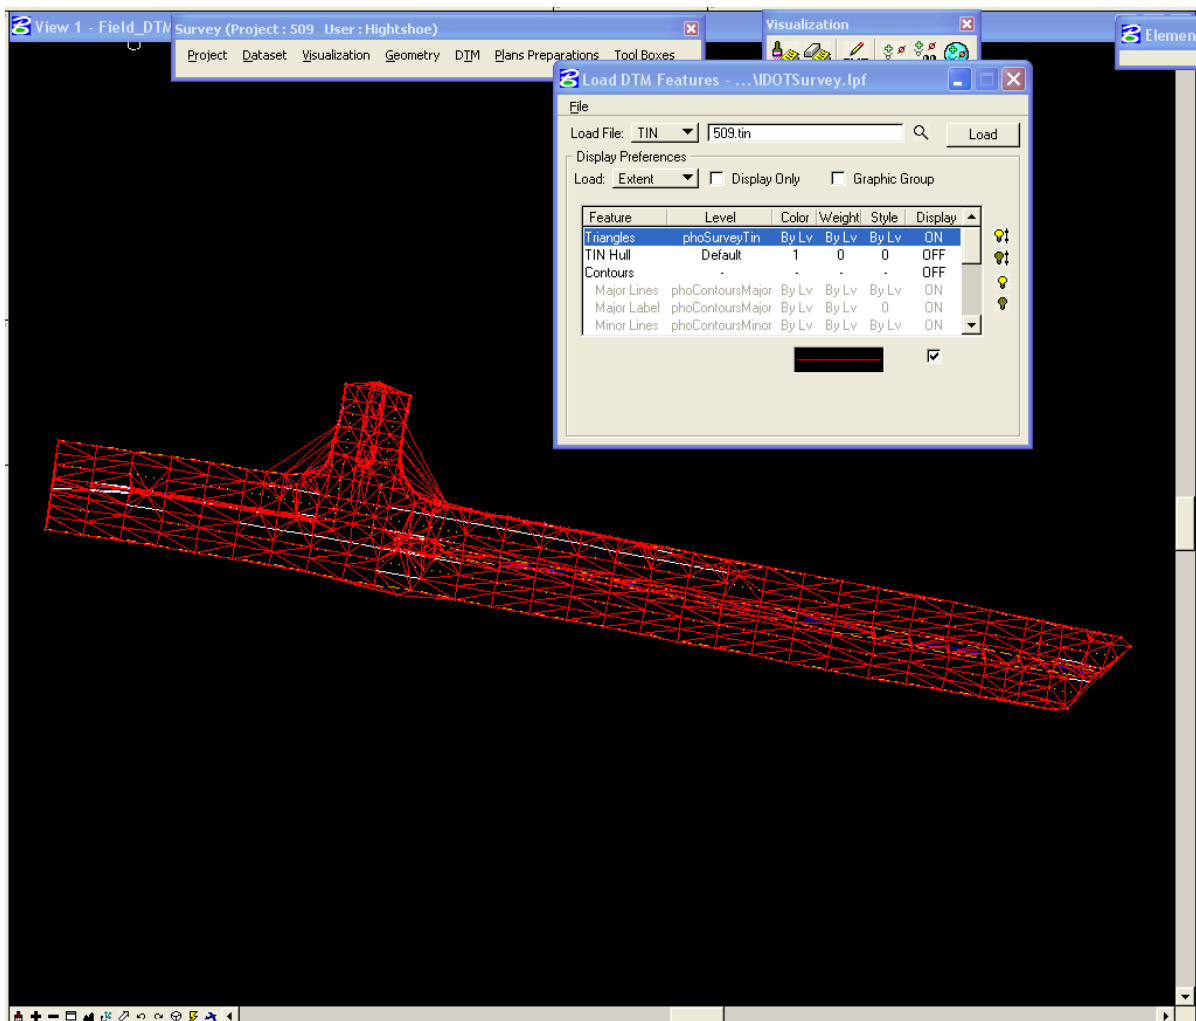 View 1 - Field_DTM
Survey (Project : 509 User : Hightshoe)
Visualization
Elemen
Project Dataset Visualization Geometry DTM Plans Preparations Tool Boxes
Load DTM Features - ...\IDOTSurvey.lpf
File
Load File: TIN 509.tin Load
Display Preferences
Load: Extent Display Only Graphic Group
Feature Level Color Weight Style Display
Triangles phoSurveyTin By Lv By Lv By Lv ON
TIN Hull Default 1 0 0 OFF
Contours - - - - OFF
Major Lines phoContoursMajor By Lv By Lv By Lv ON
Major Label phoContoursMajor By Lv By Lv 0 ON
Minor Lines phoContoursMinor By Lv By Lv By Lv ON